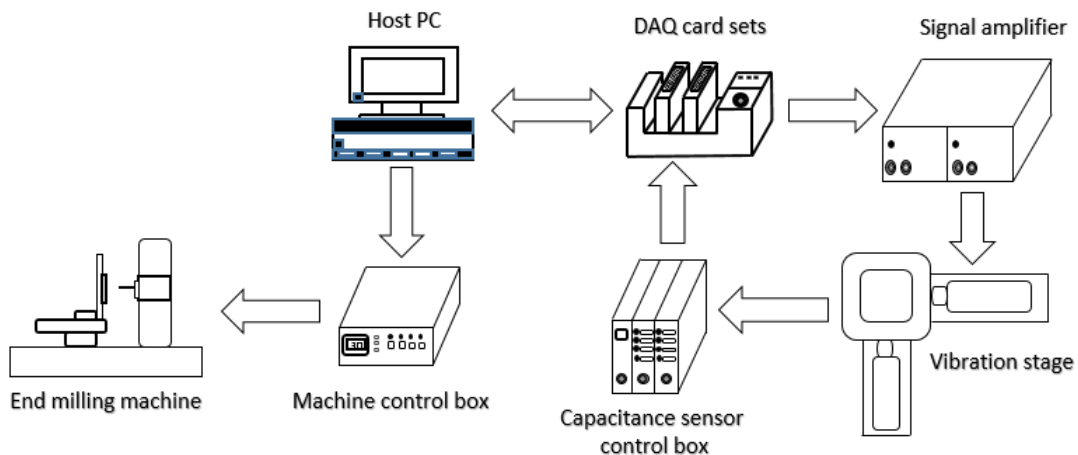 Host PC
DAQ card sets
Signal amplifier
End milling machine
Machine control box
Capacitance sensor
control box
Vibration stage